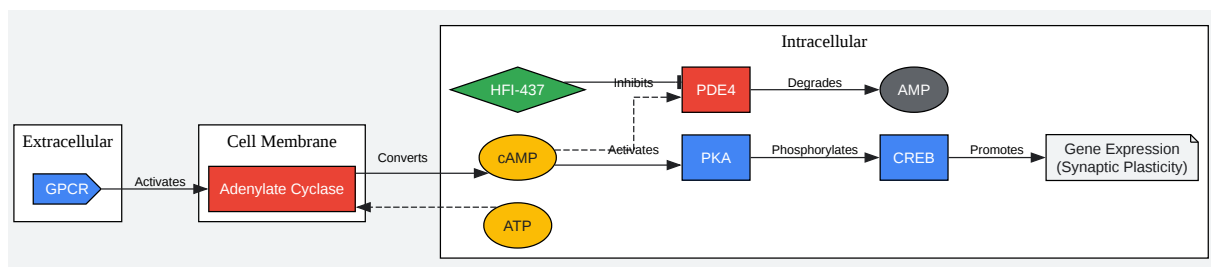 Intracellular
HFI-437
Inhibits
PDE4
Degrades
AMP
Extracellular
GPCR
Activates
Cell Membrane
Adenylate Cyclase
Converts
cAMP
Activates
PKA
Phosphorylates
CREB
Promotes
Gene Expression
(Synaptic Plasticity)
ATP